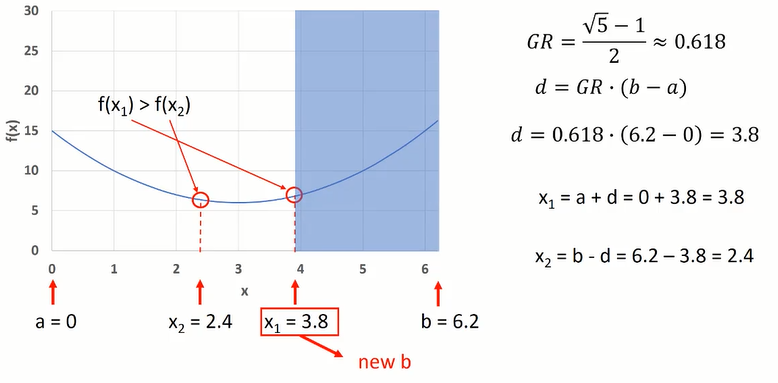 30
25
20
15
10
5
0
f(x)
0 1 2 3 4 5 6
x
f(x₁) > f(x₂)
a = 0
x₂ = 2.4
x₁ = 3.8
b = 6.2
new b
GR = (√5 − 1)/2 ≈ 0.618
d = GR · (b − a)
d = 0.618 · (6.2 − 0) = 3.8
x₁ = a + d = 0 + 3.8 = 3.8
x₂ = b - d = 6.2 – 3.8 = 2.4